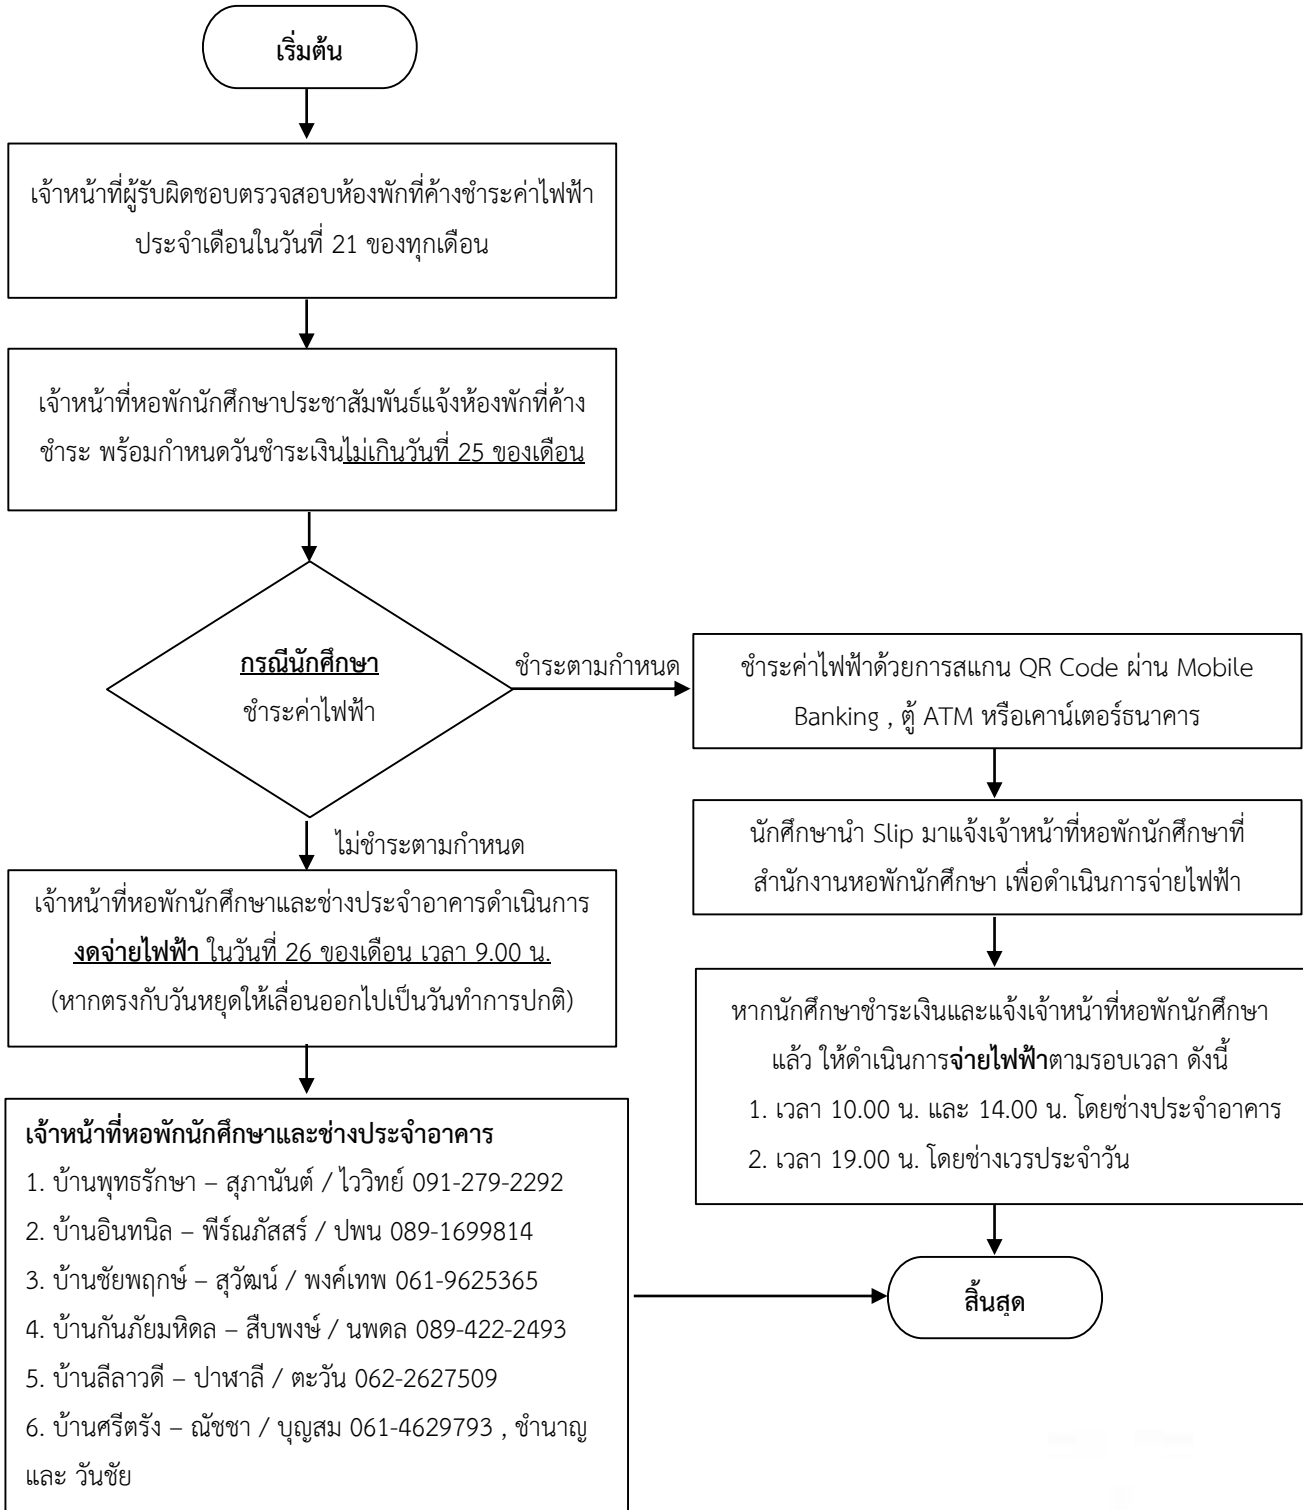 เริ่มต้น
เจ้าหน้าที่ผู้รับผิดชอบตรวจสอบห้องพักที่ค้างชำระค่าไฟฟ้า
ประจำเดือนในวันที่ 21 ของทุกเดือน
เจ้าหน้าที่หอพักนักศึกษาประชาสัมพันธ์แจ้งห้องพักที่ค้าง
ชำระ พร้อมกำหนดวันชำระเงินไม่เกินวันที่ 25 ของเดือน
กรณีนักศึกษา
ชำระค่าไฟฟ้า
ชำระตามกำหนด
ชำระค่าไฟฟ้าด้วยการสแกน QR Code ผ่าน Mobile
Banking , ตู้ ATM หรือเคาน์เตอร์ธนาคาร
นักศึกษานำ Slip มาแจ้งเจ้าหน้าที่หอพักนักศึกษาที่
สำนักงานหอพักนักศึกษา เพื่อดำเนินการจ่ายไฟฟ้า
หากนักศึกษาชำระเงินและแจ้งเจ้าหน้าที่หอพักนักศึกษา
แล้ว ให้ดำเนินการจ่ายไฟฟ้าตามรอบเวลา ดังนี้
1. เวลา 10.00 น. และ 14.00 น. โดยช่างประจำอาคาร
2. เวลา 19.00 น. โดยช่างเวรประจำวัน
ไม่ชำระตามกำหนด
เจ้าหน้าที่หอพักนักศึกษาและช่างประจำอาคารดำเนินการ
งดจ่ายไฟฟ้า ในวันที่ 26 ของเดือน เวลา 9.00 น.
(หากตรงกับวันหยุดให้เลื่อนออกไปเป็นวันทำการปกติ)
เจ้าหน้าที่หอพักนักศึกษาและช่างประจำอาคาร
1. บ้านพุทธรักษา – สุภานันต์ / ไววิทย์ 091-279-2292
2. บ้านอินทนิล – พีร์ณภัสสร์ / ปพน 089-1699814
3. บ้านชัยพฤกษ์ – สุวัฒน์ / พงค์เทพ 061-9625365
4. บ้านกันภัยมหิดล – สืบพงษ์ / นพดล 089-422-2493
5. บ้านลีลาวดี – ปาฬาลี / ตะวัน 062-2627509
6. บ้านศรีตรัง – ณัชชา / บุญสม 061-4629793 , ชำนาญ
และ วันชัย
สิ้นสุด